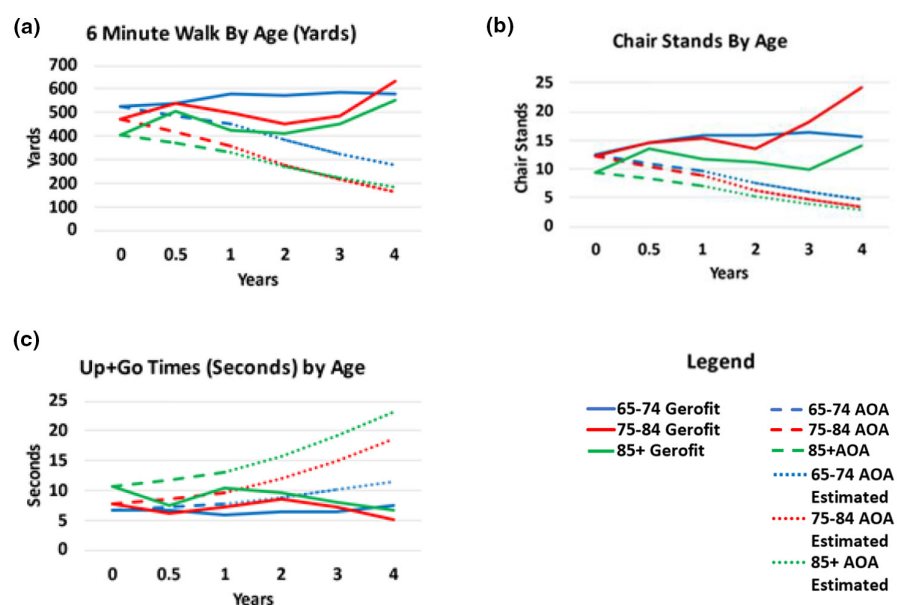 (a)
6 Minute Walk By Age (Yards)
700
600
500
400
300
200
100
0
Yards
0 0.5 1 2 3 4
Years
(b)
Chair Stands By Age
25
20
15
10
5
0
Chair Stands
0 0.5 1 2 3 4
Years
(c)
Up+Go Times (Seconds) by Age
25
20
15
10
5
0
Seconds
0 0.5 1 2 3 4
Years
Legend
65-74 Gerofit
75-84 Gerofit
85+ Gerofit
65-74 AOA
75-84 AOA
85+AOA
65-74 AOA
Estimated
75-84 AOA
Estimated
85+ AOA
Estimated